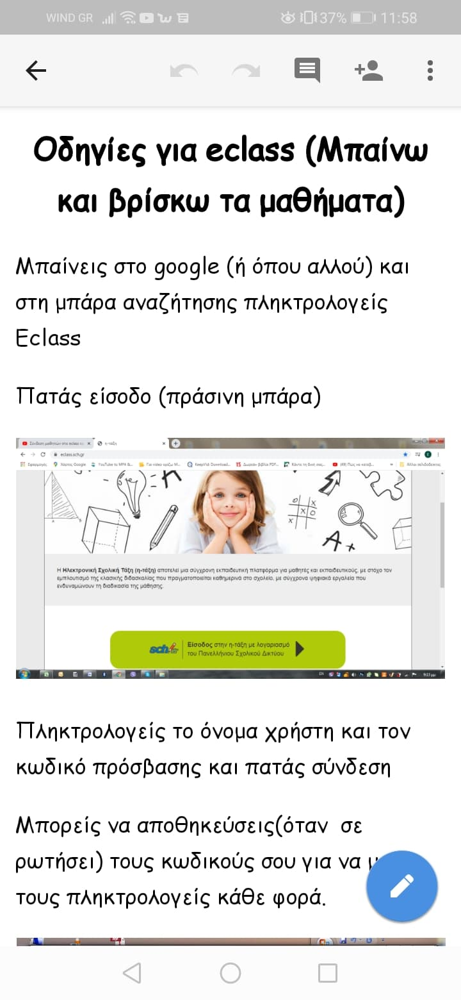 WIND GR
37%
11:58
Οδηγίες για eclass (Μπαίνω
και βρίσκω τα μαθήματα)
Μπαίνεις στο google (ή όπου αλλού) και
στη μπάρα αναζήτησης πληκτρολογείς
Eclass
Πατάς είσοδο (πράσινη μπάρα)
Σύνδεση μαθητών στο eclass
η-τάξη
eclass.sch.gr
Εφαρμογές Χάρτες Google YouTube to MP4 &... Για video ορίζω M... KeepVid- Download... Δωρεάν βιβλία PDF... Κάντε τη δική σας... (49) Πώς να κατεβ... » Άλλοι σελιδοδείκτες
A+
Η Ηλεκτρονική Σχολική Τάξη (η-τάξη) αποτελεί μια σύγχρονη εκπαιδευτική πλατφόρμα για μαθητές και εκπαιδευτικούς, με στόχο τον
εμπλουτισμό της κλασικής διδασκαλίας που πραγματοποιείται καθημερινά στο σχολείο, με σύγχρονα ψηφιακά εργαλεία που
ενδυναμώνουν τη διαδικασία της μάθησης.
sch.gr
Είσοδος στην η-τάξη με λογαριασμό
του Πανελλήνιου Σχολικού Δικτύου
EN
9:13 μμ
Πληκτρολογείς το όνομα χρήστη και τον
κωδικό πρόσβασης και πατάς σύνδεση
Μπορείς να αποθηκεύσεις(όταν σε
ρωτήσει) τους κωδικούς σου για να
τους πληκτρολογείς κάθε φορά.